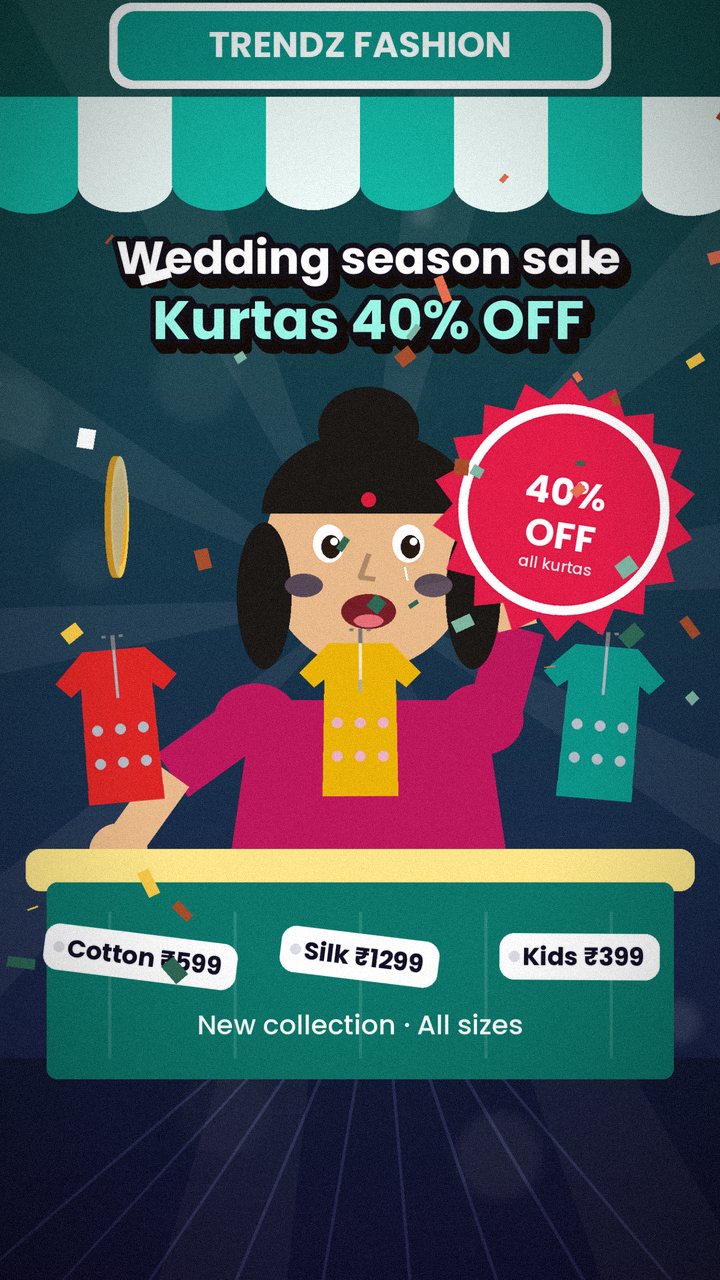 TRENDZ FASHION
Wedding season sale
Kurtas 40% OFF
40%
OFF
all kurtas
Cotton ₹599
Silk ₹1299
Kids ₹399
New collection · All sizes